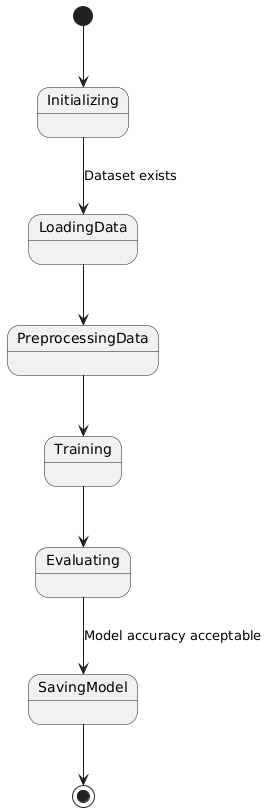 Initializing
Dataset exists
LoadingData
PreprocessingData
Training
Evaluating
Model accuracy acceptable
SavingModel